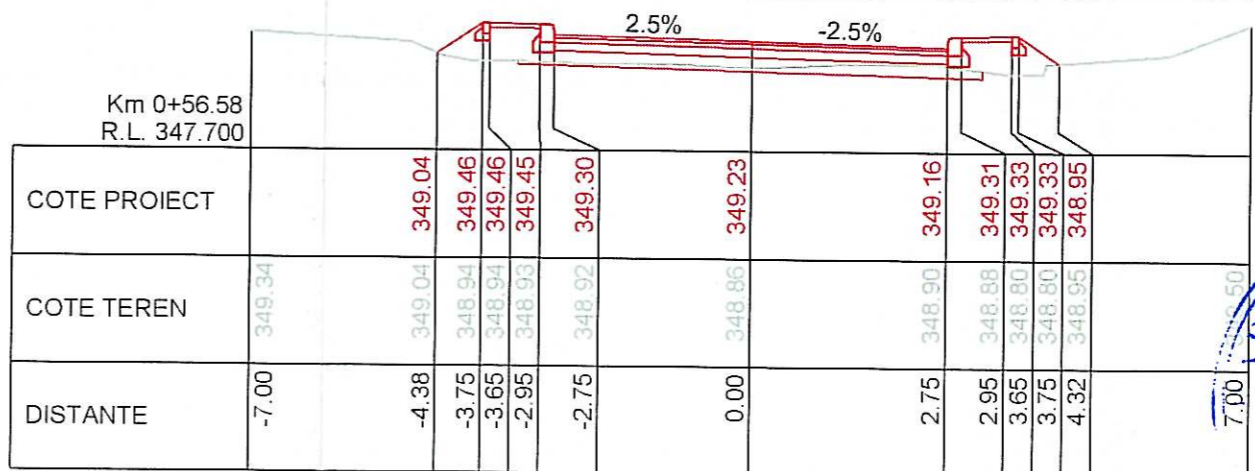 2.5% -2.5%
Km 0+56.58
R.L. 347.700
COTE PROIECT 349.04 349.46 349.46 349.45 349.30 349.23 349.16 349.31 349.33 349.33 348.95
COTE TEREN 349.34 349.04 348.94 348.94 348.93 348.92 348.86 348.90 348.88 348.80 348.80 348.95
DISTANTE -7.00 -4.38 -3.75 -3.65 -2.95 -2.75 0.00 2.75 2.95 3.65 3.75 4.32 7.00